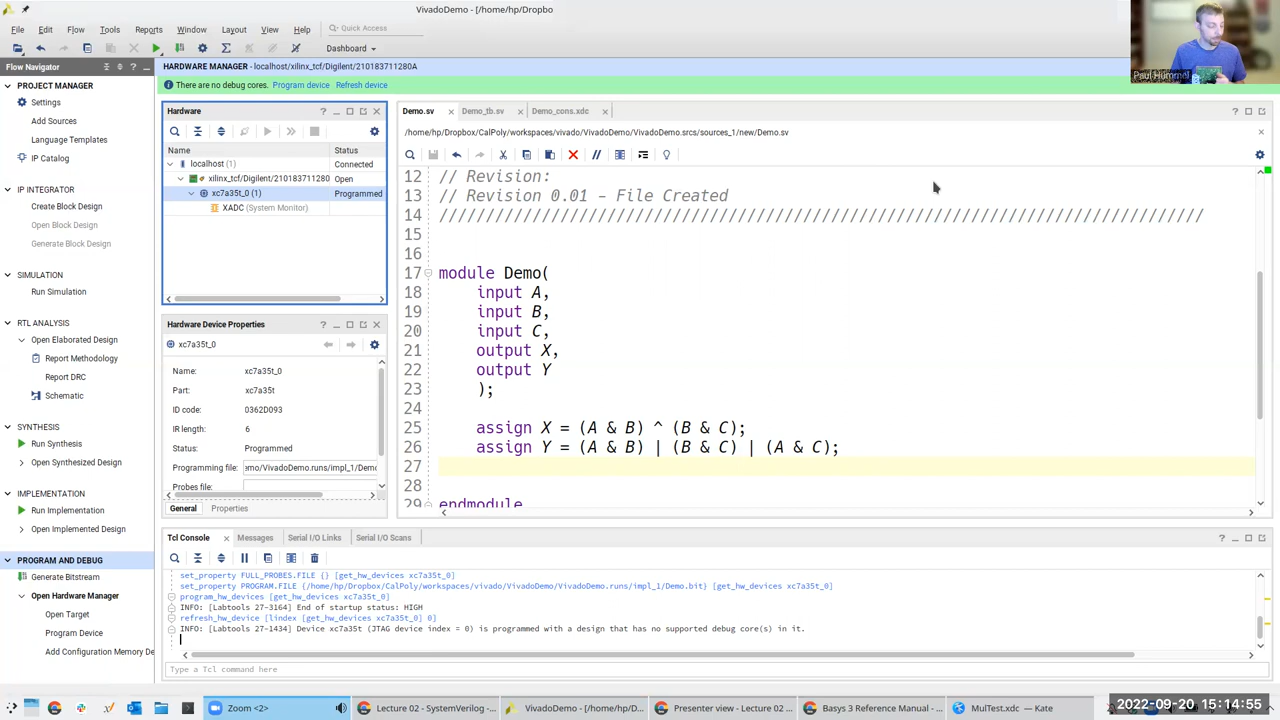 VivadoDemo - [/home/hp/Dropbo
File Edit Flow Tools Reports Window Layout View Help Quick Access
Dashboard
Flow Navigator
HARDWARE MANAGER - localhost/xilinx_tcf/Digilent/210183711280A
There are no debug cores. Program device Refresh device
PROJECT MANAGER
Settings
Add Sources
Language Templates
IP Catalog
IP INTEGRATOR
Create Block Design
Open Block Design
Generate Block Design
SIMULATION
Run Simulation
RTL ANALYSIS
Open Elaborated Design
Report Methodology
Report DRC
Schematic
SYNTHESIS
Run Synthesis
Open Synthesized Design
IMPLEMENTATION
Run Implementation
Open Implemented Design
PROGRAM AND DEBUG
Generate Bitstream
Open Hardware Manager
Open Target
Program Device
Add Configuration Memory De
Hardware
Name Status
localhost (1) Connected
xilinx_tcf/Digilent/210183711280 Open
xc7a35t_0 (1) Programmed
XADC (System Monitor)
Hardware Device Properties
xc7a35t_0
Name: xc7a35t_0
Part: xc7a35t
ID code: 0362D093
IR length: 6
Status: Programmed
Programming file: emo/VivadoDemo.runs/impl_1/Demo
Probes file:
General Properties
Demo.sv Demo_tb.sv Demo_cons.xdc
/home/hp/Dropbox/CalPoly/workspaces/vivado/VivadoDemo/VivadoDemo.srcs/sources_1/new/Demo.sv
12 // Revision:
13 // Revision 0.01 - File Created
14 //////////////////////////////////////////////////////////////////////////////////
15
16
17 module Demo(
18 input A,
19 input B,
20 input C,
21 output X,
22 output Y
23 );
24
25 assign X = (A & B) ^ (B & C);
26 assign Y = (A & B) | (B & C) | (A & C);
27
28
29 endmodule
Paul Hummel
Tcl Console Messages Serial I/O Links Serial I/O Scans
set_property FULL_PROBES.FILE {} [get_hw_devices xc7a35t_0]
set_property PROGRAM.FILE {/home/hp/Dropbox/CalPoly/workspaces/vivado/VivadoDemo/VivadoDemo.runs/impl_1/Demo.bit} [get_hw_devices xc7a35t_0]
program_hw_devices [get_hw_devices xc7a35t_0]
INFO: [Labtools 27-3164] End of startup status: HIGH
refresh_hw_device [lindex [get_hw_devices xc7a35t_0] 0]
INFO: [Labtools 27-1434] Device xc7a35t (JTAG device index = 0) is programmed with a design that has no supported debug core(s) in it.
Type a Tcl command here
Zoom <2> Lecture 02 - SystemVerilog -... VivadoDemo - [/home/hp/D... Presenter view - Lecture 02 ... Basys 3 Reference Manual -... MulTest.xdc — Kate
2022-09-20 15:14:55